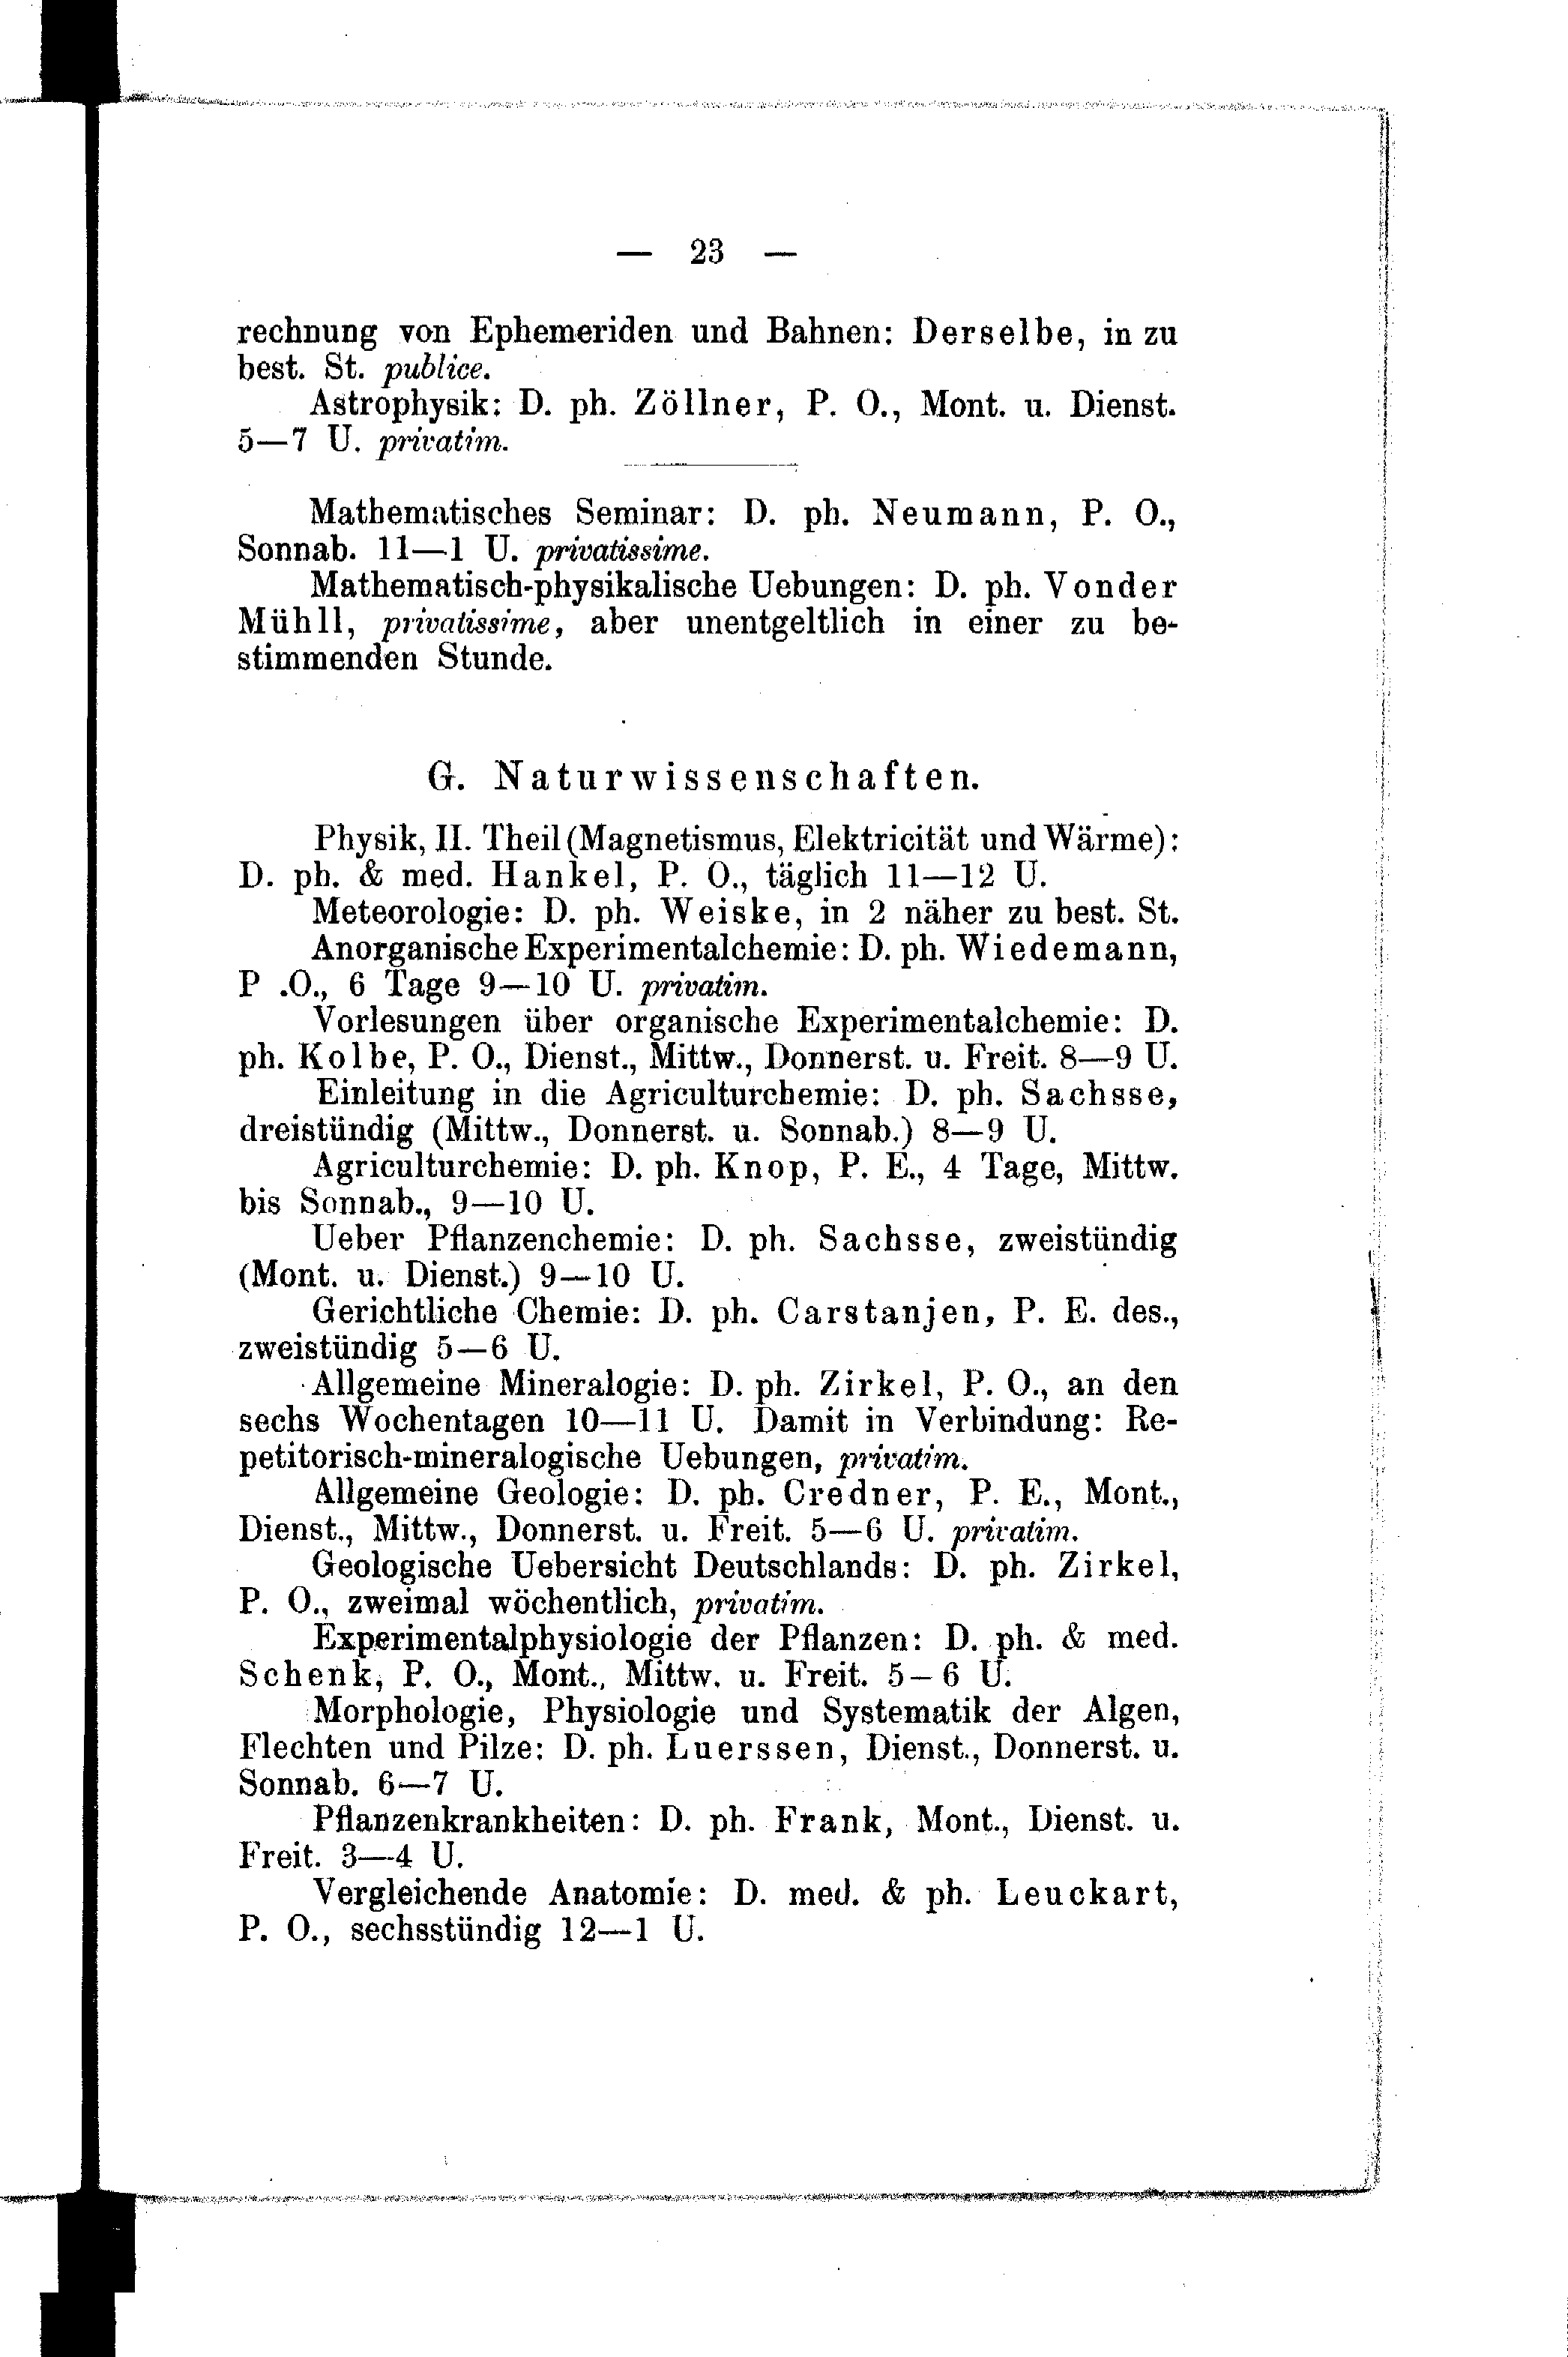 — 23 —
rechnung von Ephemeriden und Bahnen: Derselbe, in zu
best. St. publice.
Astrophysik: D. ph. Zöllner, P. O., Mont. u. Dienst.
5—7 U. privatim.
Mathematisches Seminar: D. ph. Neumann, P. O.,
Sonnab. 11—1 U. privatissime.
Mathematisch-physikalische Uebungen: D. ph. Vonder
Mühll, privatissime, aber unentgeltlich in einer zu be-
stimmenden Stunde.
G. Naturwissenschaften.
Physik, II. Theil (Magnetismus, Elektricität und Wärme):
D. ph. & med. Hankel, P. O., täglich 11—12 U.
Meteorologie: D. ph. Weiske, in 2 näher zu best. St.
Anorganische Experimentalchemie: D. ph. Wiedemann,
P .O., 6 Tage 9—10 U. privatim.
Vorlesungen über organische Experimentalchemie: D.
ph. Kolbe, P. O., Dienst., Mittw., Donnerst. u. Freit. 8—9 U.
Einleitung in die Agriculturchemie: D. ph. Sachsse,
dreistündig (Mittw., Donnerst. u. Sonnab.) 8—9 U.
Agriculturchemie: D. ph. Knop, P. E., 4 Tage, Mittw.
bis Sonnab., 9—10 U.
Ueber Pflanzenchemie: D. ph. Sachsse, zweistündig
(Mont. u. Dienst.) 9—10 U.
Gerichtliche Chemie: D. ph. Carstanjen, P. E. des.,
zweistündig 5—6 U.
Allgemeine Mineralogie: D. ph. Zirkel, P. O., an den
sechs Wochentagen 10—11 U. Damit in Verbindung: Re-
petitorisch-mineralogische Uebungen, privatim.
Allgemeine Geologie: D. ph. Credner, P. E., Mont.,
Dienst., Mittw., Donnerst. u. Freit. 5—6 U. privatim.
Geologische Uebersicht Deutschlands: D. ph. Zirkel,
P. O., zweimal wöchentlich, privatim.
Experimentalphysiologie der Pflanzen: D. ph. & med.
Schenk, P. O., Mont., Mittw. u. Freit. 5–6 U.
Morphologie, Physiologie und Systematik der Algen,
Flechten und Pilze: D. ph. Luerssen, Dienst., Donnerst. u.
Sonnab. 6—7 U.
Pflanzenkrankheiten: D. ph. Frank, Mont., Dienst. u.
Freit. 3—4 U.
Vergleichende Anatomie: D. med. & ph. Leuckart,
P. O., sechsstündig 12—1 U.